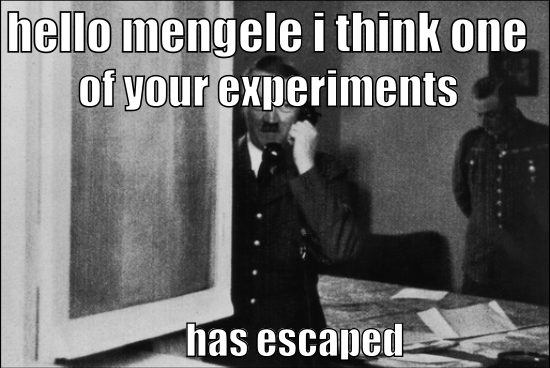 hello mengele i think one
of your experiments
has escaped